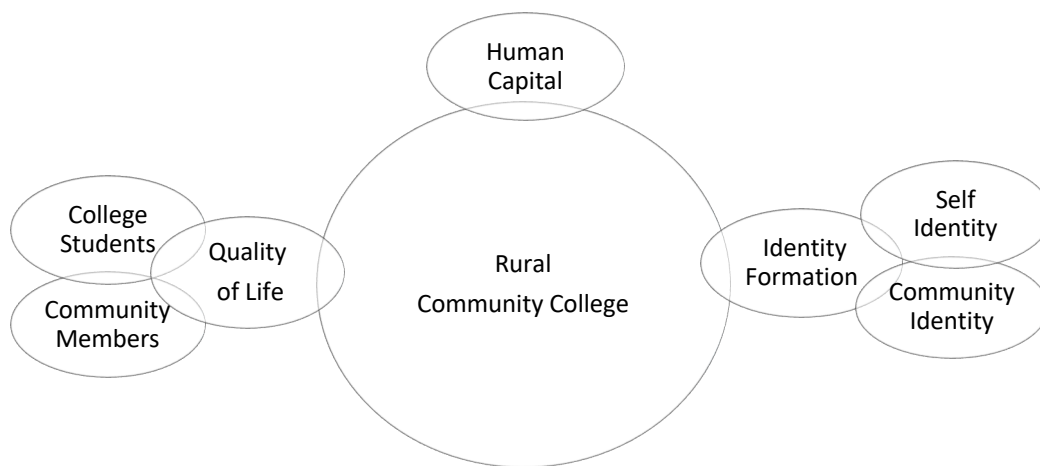 Human
Capital
College
Students
Community
Members
Quality
of Life
Rural
Community College
Identity
Formation
Self
Identity
Community
Identity